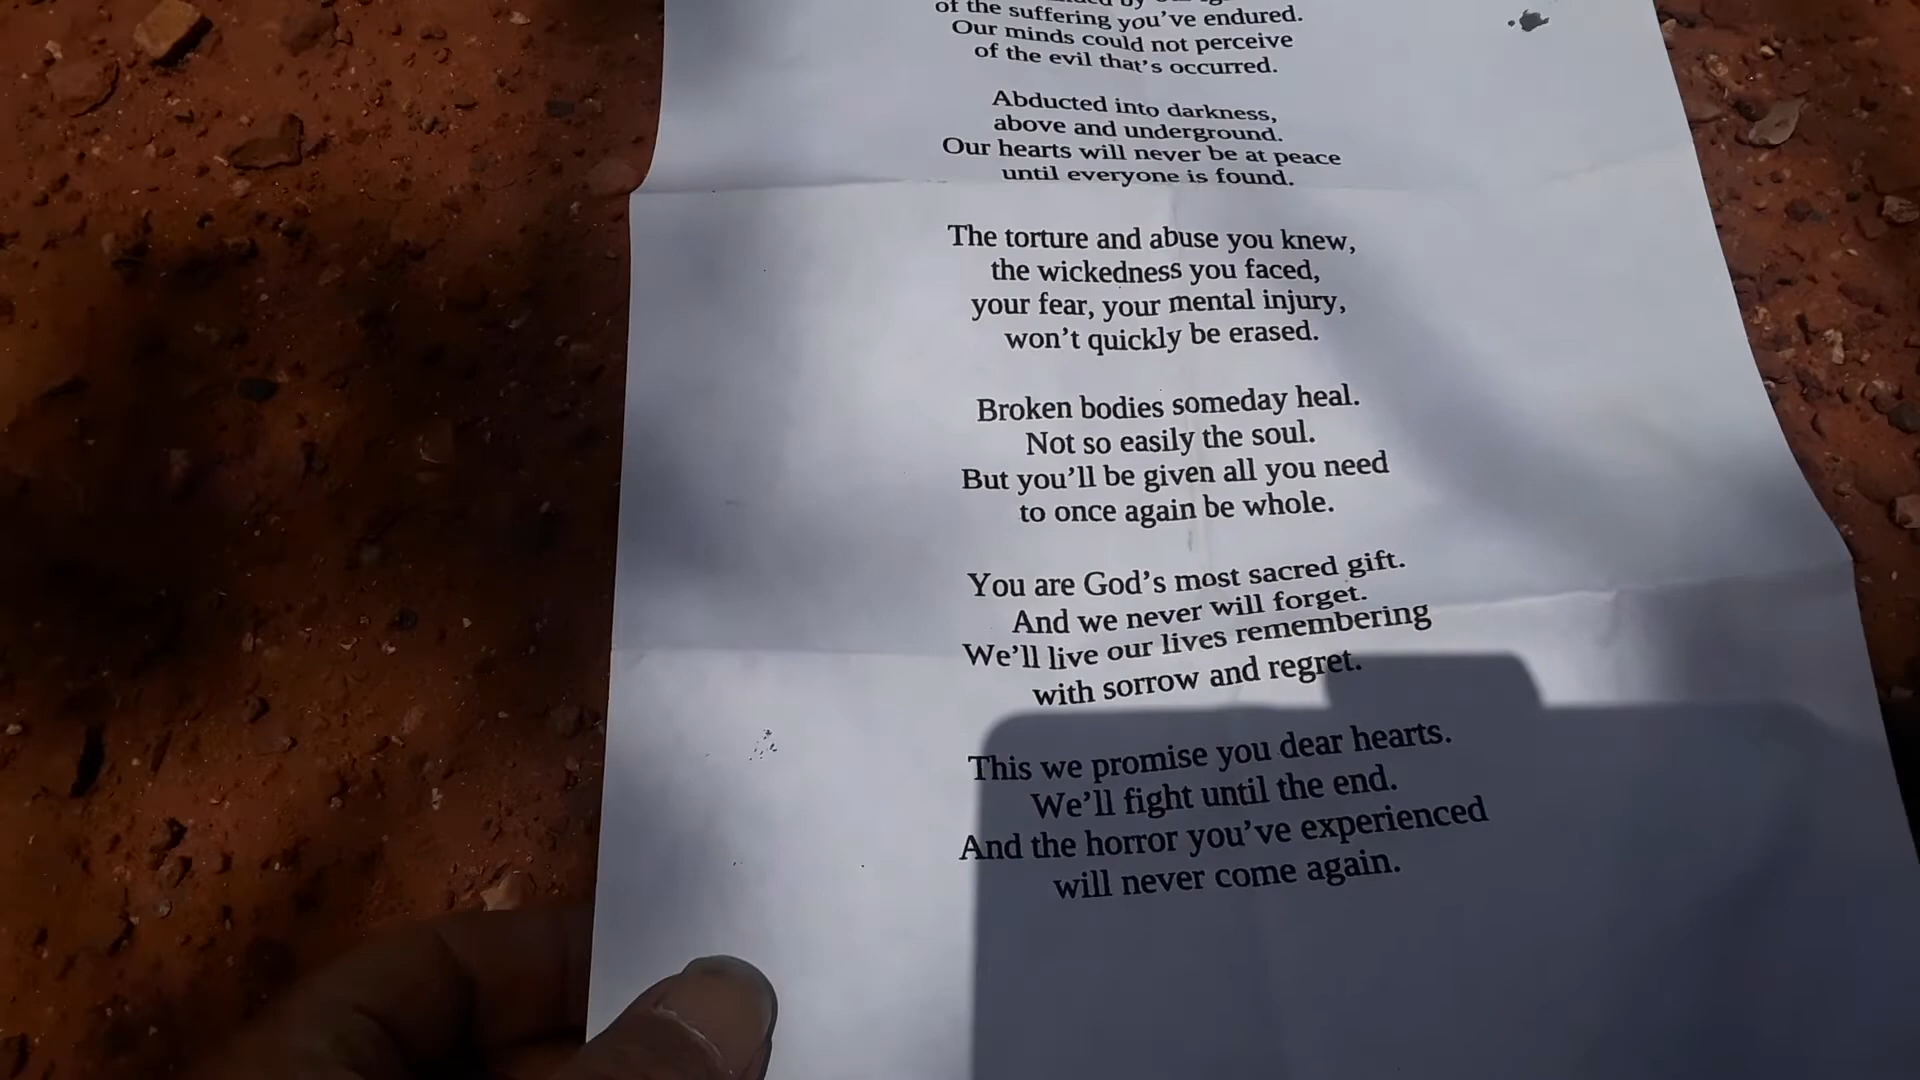 of the suffering you've endured.
Our minds could not perceive
of the evil that's occurred.
Abducted into darkness,
above and underground.
Our hearts will never be at peace
until everyone is found.
The torture and abuse you knew,
the wickedness you faced,
your fear, your mental injury,
won't quickly be erased.
Broken bodies someday heal.
Not so easily the soul.
But you'll be given all you need
to once again be whole.
You are God's most sacred gift.
And we never will forget.
We'll live our lives remembering
with sorrow and regret.
This we promise you dear hearts.
We'll fight until the end.
And the horror you've experienced
will never come again.